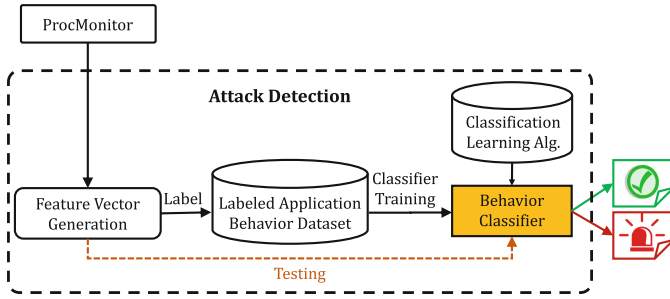 ProcMonitor
Attack Detection
Classification
Learning Alg.
Feature Vector
Generation
Label
Labeled Application
Behavior Dataset
Classifier
Training
Behavior
Classifier
Testing